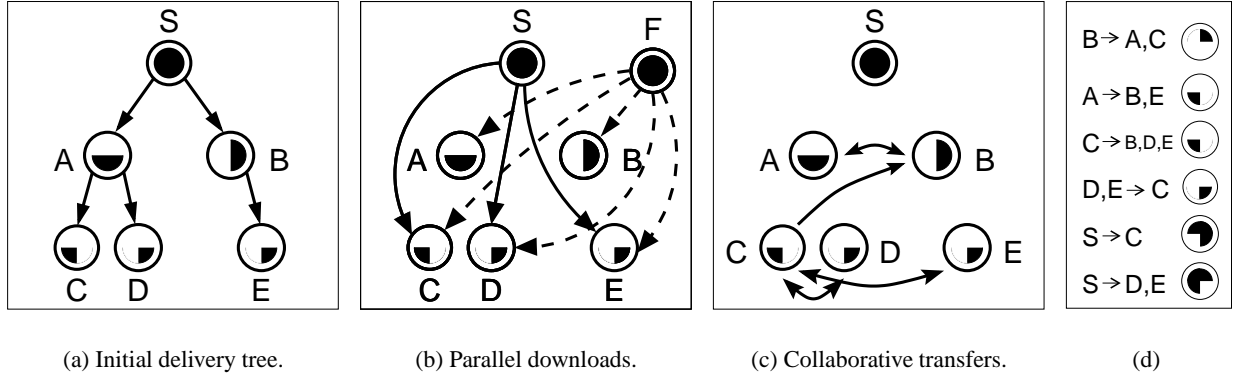 S
A
B
C
D
E
(a) Initial delivery tree.
S
F
A
B
C
D
E
(b) Parallel downloads.
S
A
B
C
D
E
(c) Collaborative transfers.
B→A,C
A→B,E
C→B,D,E
D,E→C
S→C
S→D,E
(d)